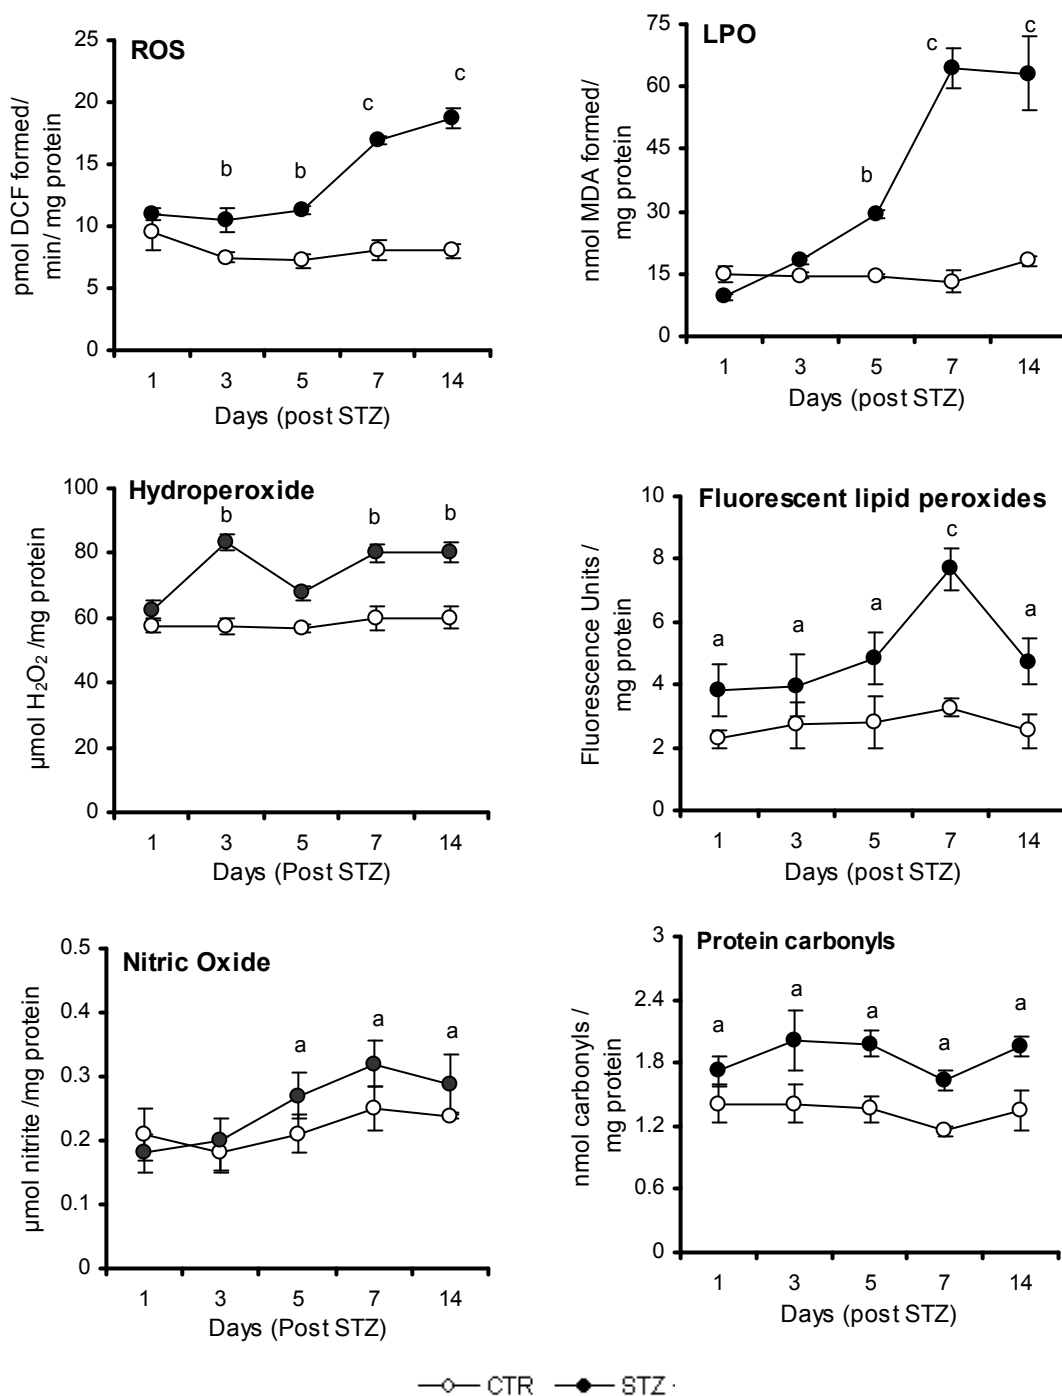 ROS
pmol DCF formed/
min/ mg protein
25
20
15
10
5
0
b
b
c
c
1 3 5 7 14
Days (post STZ)
LPO
nmol MDA formed/
mg protein
75
60
45
30
15
0
b
c
c
1 3 5 7 14
Days (post STZ)
Hydroperoxide
µmol H₂O₂ /mg protein
100
80
60
40
20
0
b
b
b
1 3 5 7 14
Days (Post STZ)
Fluorescent lipid peroxides
Fluorescence Units /
mg protein
10
8
6
4
2
0
a
a
a
c
a
1 3 5 7 14
Days (post STZ)
Nitric Oxide
µmol nitrite /mg protein
0.5
0.4
0.3
0.2
0.1
0
a
a
a
1 3 5 7 14
Days (Post STZ)
Protein carbonyls
nmol carbonyls /
mg protein
3
2.4
1.8
1.2
0.6
0
a
a
a
a
a
1 3 5 7 14
Days (post STZ)
CTR STZ